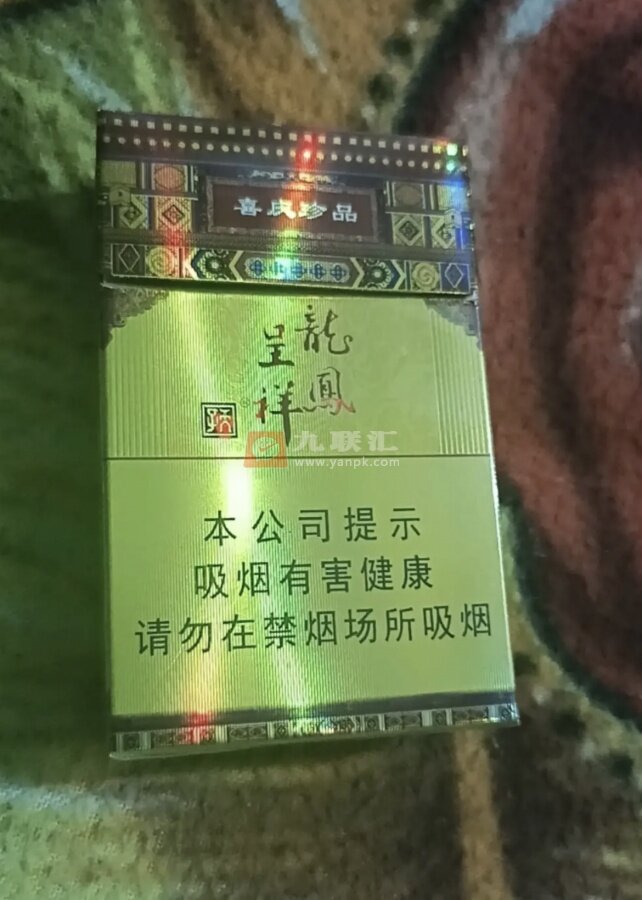 喜庆珍品
龍鳳
呈祥
九联汇
www.yanpk.com
本公司提示
吸烟有害健康
请勿在禁烟场所吸烟